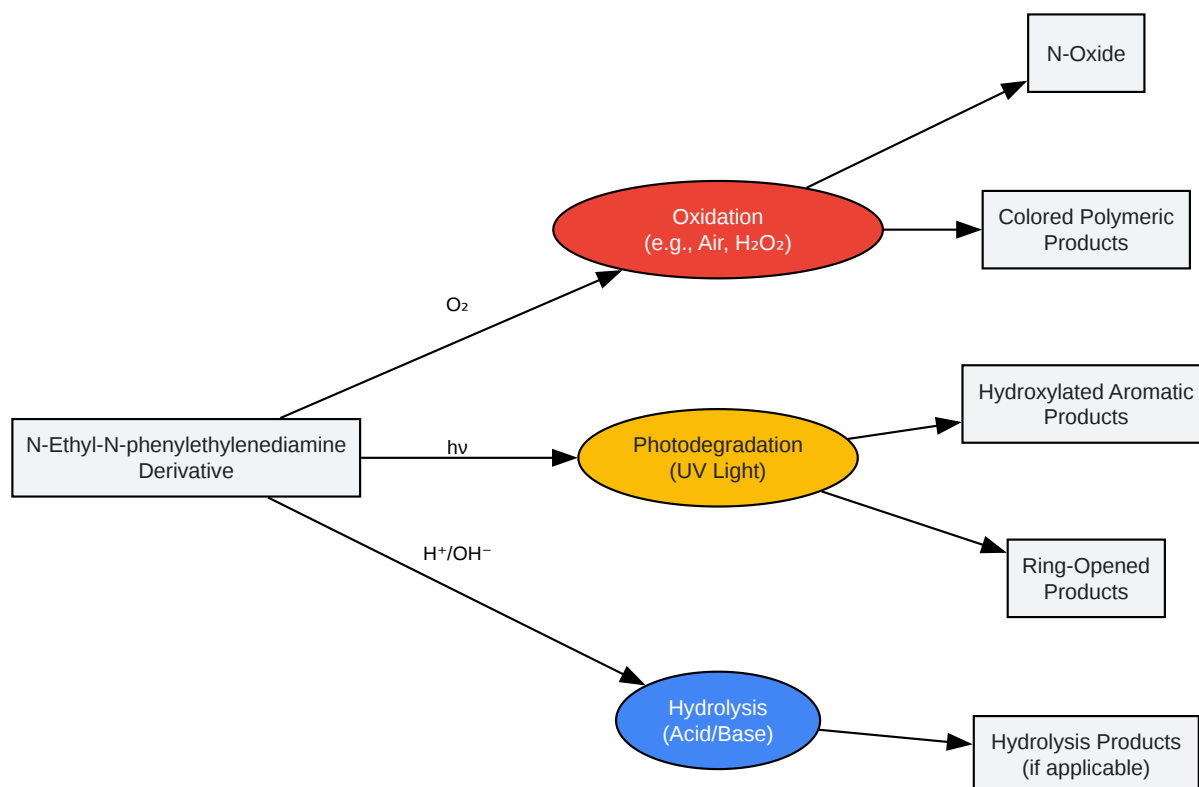 N-Oxide
Oxidation
(e.g., Air, H₂O₂)
Colored Polymeric
Products
O₂
Hydroxylated Aromatic
Products
N-Ethyl-N-phenylethylenediamine
Derivative
hν
Photodegradation
(UV Light)
H⁺/OH⁻
Ring-Opened
Products
Hydrolysis
(Acid/Base)
Hydrolysis Products
(if applicable)